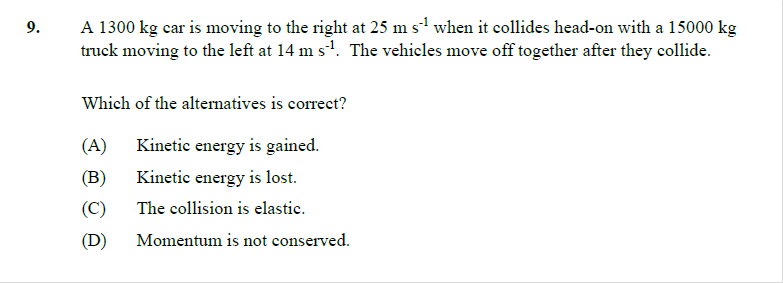 9. A 1300 kg car is moving to the right at 25 m s⁻¹ when it collides head-on with a 15000 kg
truck moving to the left at 14 m s⁻¹. The vehicles move off together after they collide.
Which of the alternatives is correct?
(A) Kinetic energy is gained.
(B) Kinetic energy is lost.
(C) The collision is elastic.
(D) Momentum is not conserved.